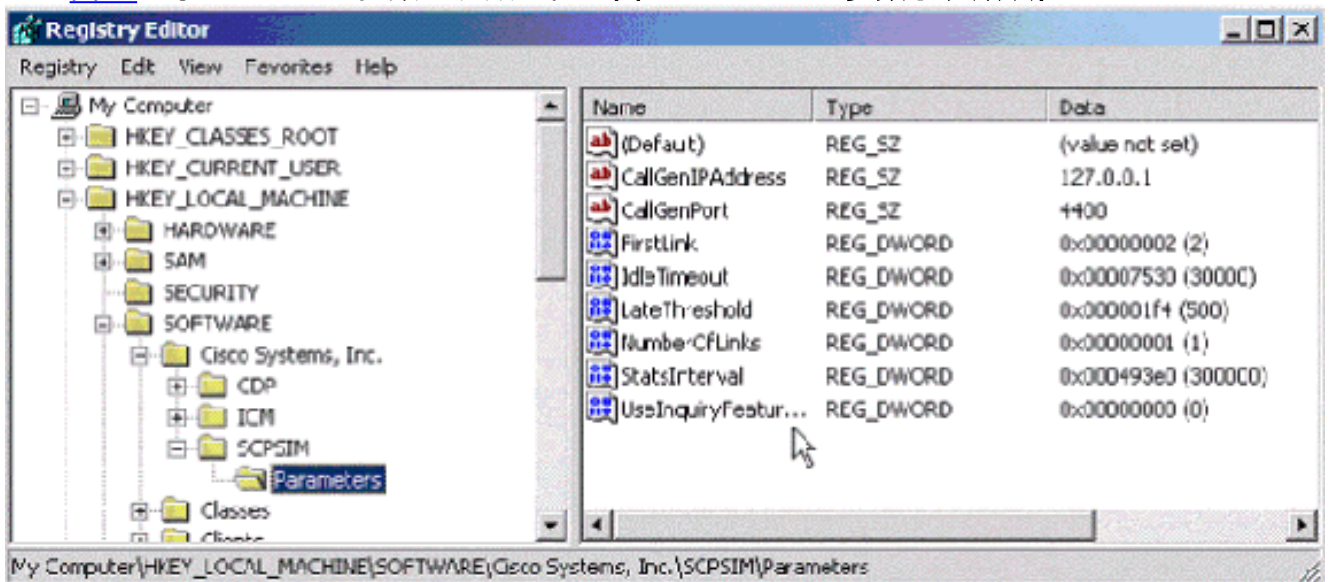 Registry Editor
Registry Edit View Favorites Help
My Computer
HKEY_CLASSES_ROOT
HKEY_CURRENT_USER
HKEY_LOCAL_MACHINE
HARDWARE
SAM
SECURITY
SOFTWARE
Cisco Systems, Inc.
CDP
ICM
SCPSIM
Parameters
Classes
Name Type Data
(Default) REG_SZ (value not set)
CallGenIPAddress REG_SZ 127.0.0.1
CallGenPort REG_SZ 4400
FirstLink REG_DWORD 0x00000002 (2)
IdleTimeout REG_DWORD 0x00007530 (30000)
LateThreshold REG_DWORD 0x000001f4 (500)
NumberOfLinks REG_DWORD 0x00000001 (1)
StatsInterval REG_DWORD 0x000493e0 (300000)
UseInquiryFeatur... REG_DWORD 0x00000000 (0)
My Computer\HKEY_LOCAL_MACHINE\SOFTWARE\Cisco Systems, Inc.\SCPSIM\Parameters